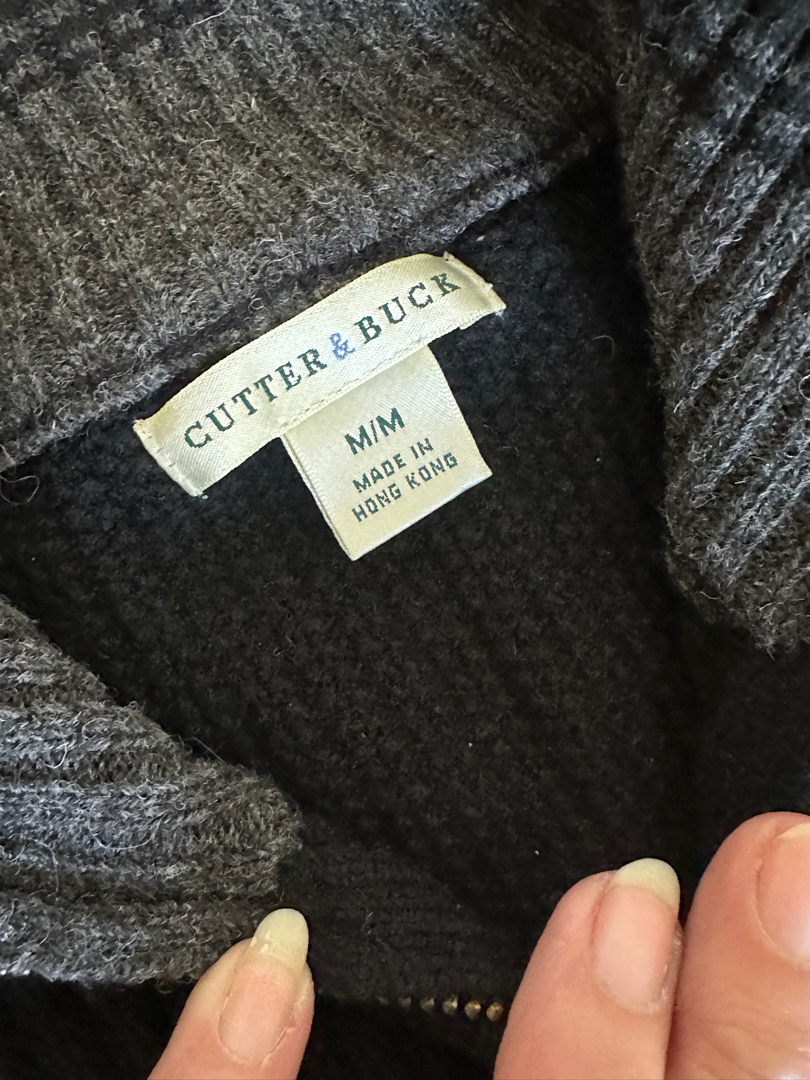 CUTTER & BUCK
M/M
MADE IN
HONG KONG